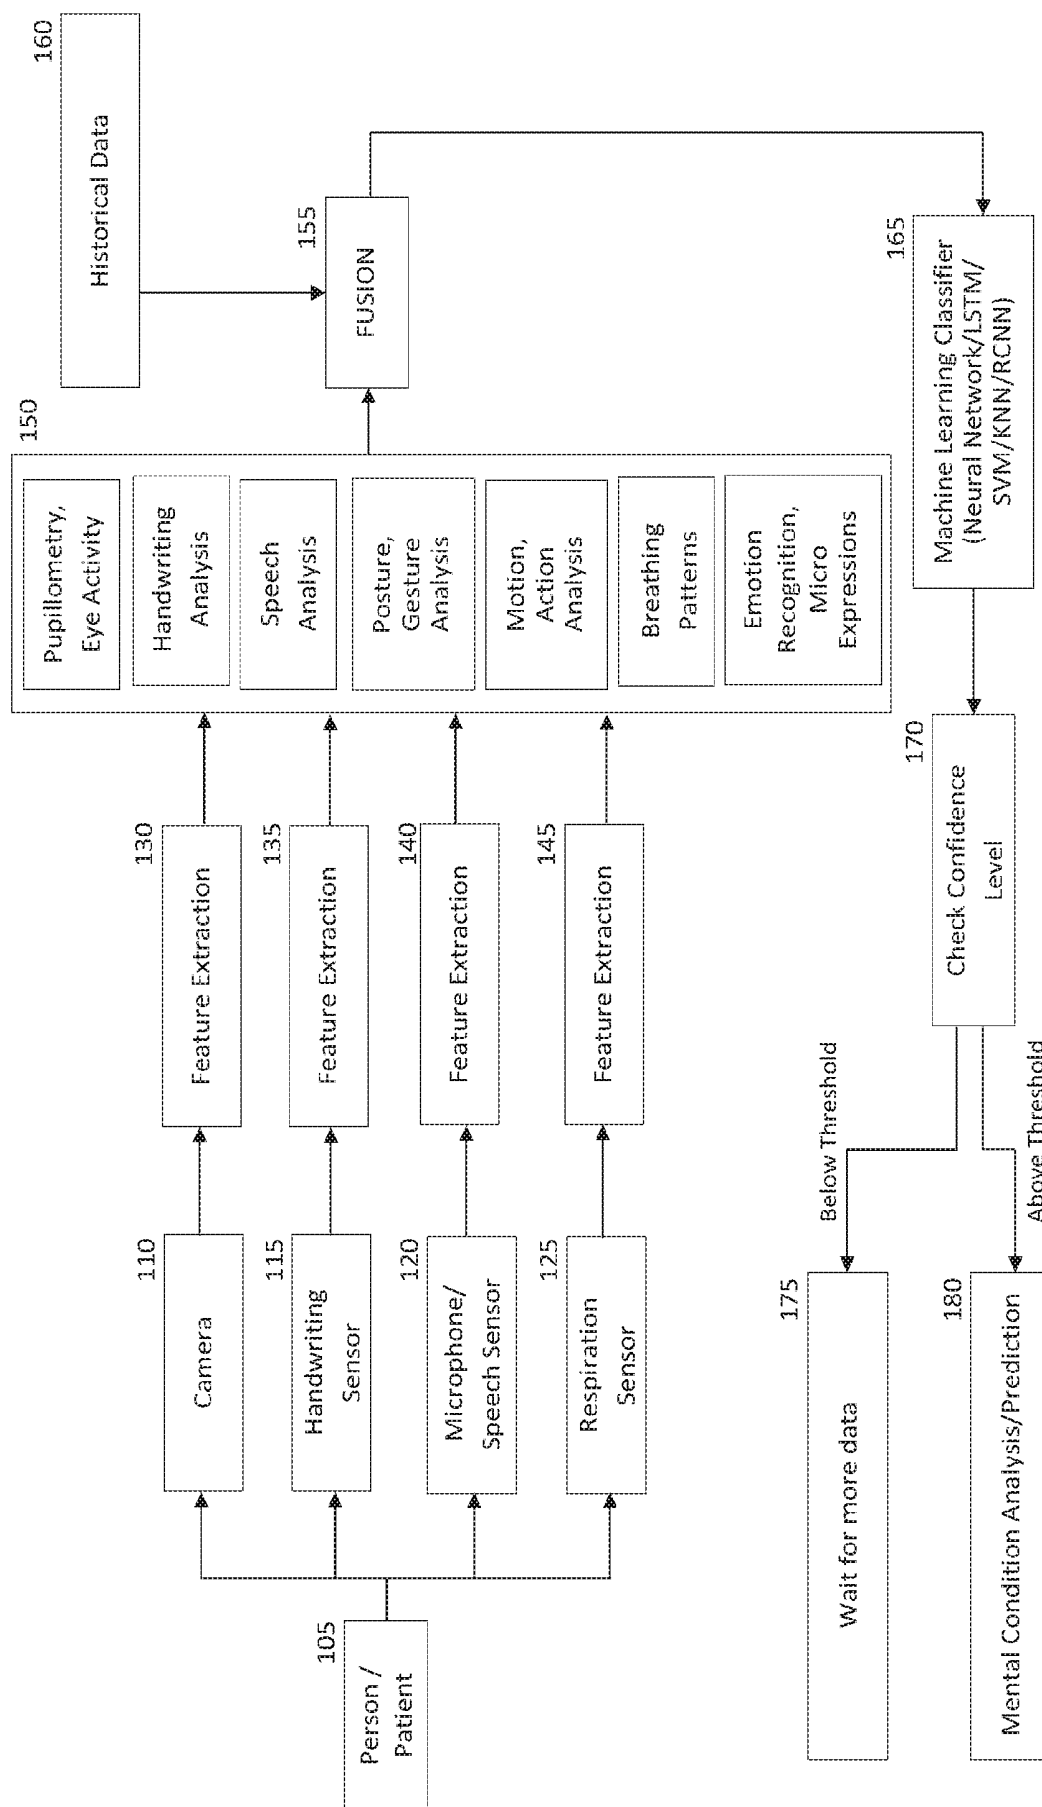 105
Person /
Patient
110
Camera
115
Handwriting
Sensor
120
Microphone/
Speech Sensor
125
Respiration
Sensor
130
Feature Extraction
135
Feature Extraction
140
Feature Extraction
145
Feature Extraction
150
Pupillometry,
Eye Activity
Handwriting
Analysis
Speech
Analysis
Posture,
Gesture
Analysis
Motion,
Action
Analysis
Breathing
Patterns
Emotion
Recognition,
Micro
Expressions
160
Historical Data
155
FUSION
165
Machine Learning Classifier
(Neural Network/LSTM/
SVM/KNN/RCNN)
170
Check Confidence
Level
Below Threshold
Above Threshold
175
Wait for more data
180
Mental Condition Analysis/Prediction